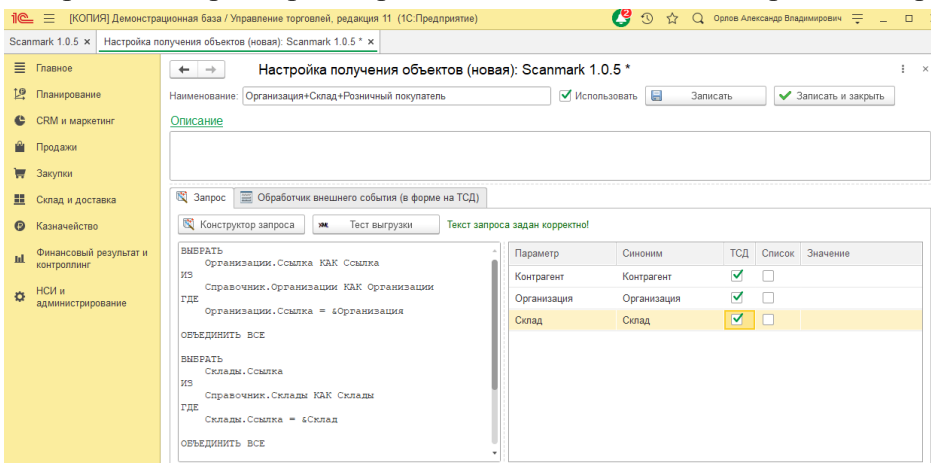 [КОПИЯ] Демонстрационная база / Управление торговлей, редакция 11 (1С:Предприятие)
2
Орлов Александр Владимирович
Scanmark 1.0.5 ×
Настройка получения объектов (новая): Scanmark 1.0.5 * ×
Главное
Планирование
CRM и маркетинг
Продажи
Закупки
Склад и доставка
Казначейство
Финансовый результат и
контроллинг
НСИ и
администрирование
Настройка получения объектов (новая): Scanmark 1.0.5 *
Наименование: Организация+Склад+Розничный покупатель
Использовать
Записать
Записать и закрыть
Описание
Запрос
Обработчик внешнего события (в форме на ТСД)
Конструктор запроса
XML Тест выгрузки
Текст запроса задан корректно!
ВЫБРАТЬ
Организации.Ссылка КАК Ссылка
ИЗ
Справочник.Организации КАК Организации
ГДЕ
Организации.Ссылка = &Организация
ОБЪЕДИНИТЬ ВСЕ
ВЫБРАТЬ
Склады.Ссылка
ИЗ
Справочник.Склады КАК Склады
ГДЕ
Склады.Ссылка = &Склад
ОБЪЕДИНИТЬ ВСЕ
Параметр Синоним ТСД Список Значение
Контрагент Контрагент
Организация Организация
Склад Склад